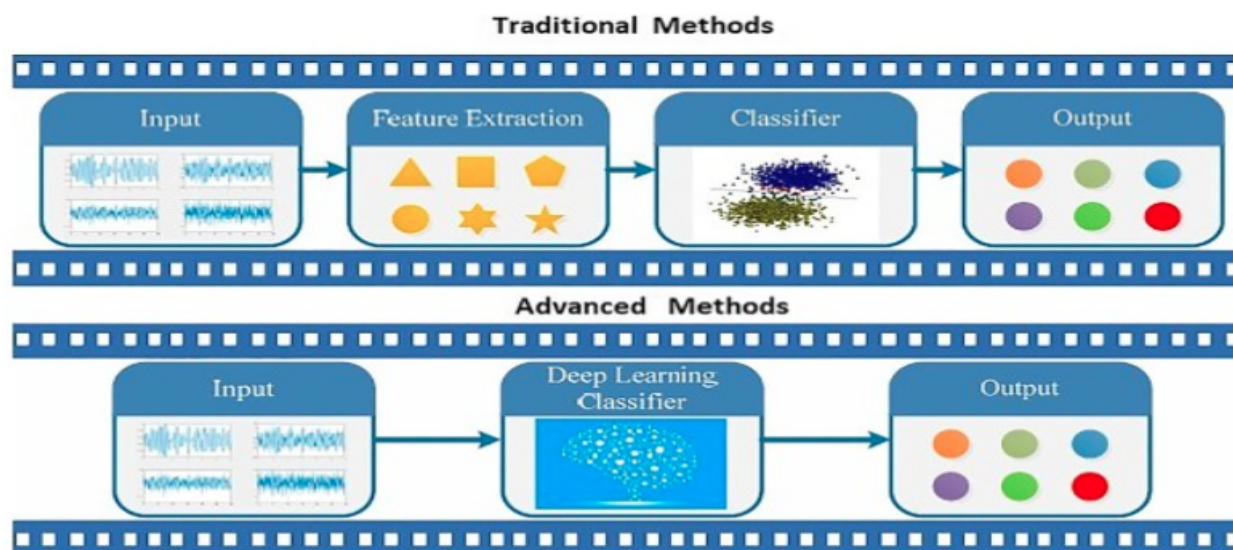 Traditional Methods
Input
Feature Extraction
Classifier
Output
Advanced Methods
Input
Deep Learning
Classifier
Output